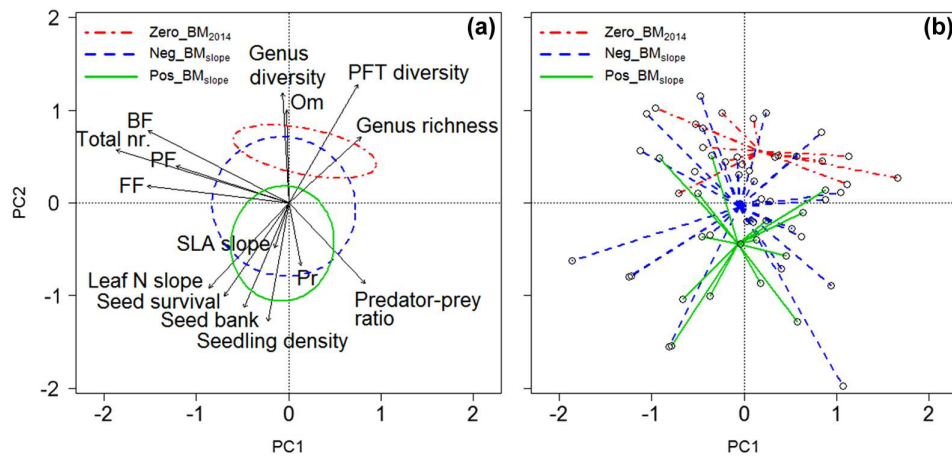 (a)
Zero_BM2014
Neg_BMslope
Pos_BMslope
Genus
diversity
PFT diversity
Om
Genus richness
BF
Total nr.
PF
FF
SLA slope
Leaf N slope
Seed survival
Pr
Seed bank
Seedling density
Predator-prey
ratio
2
1
0
-1
-2
PC2
-2
-1
0
1
2
PC1
(b)
Zero_BM2014
Neg_BMslope
Pos_BMslope
-2
-1
0
1
2
PC1